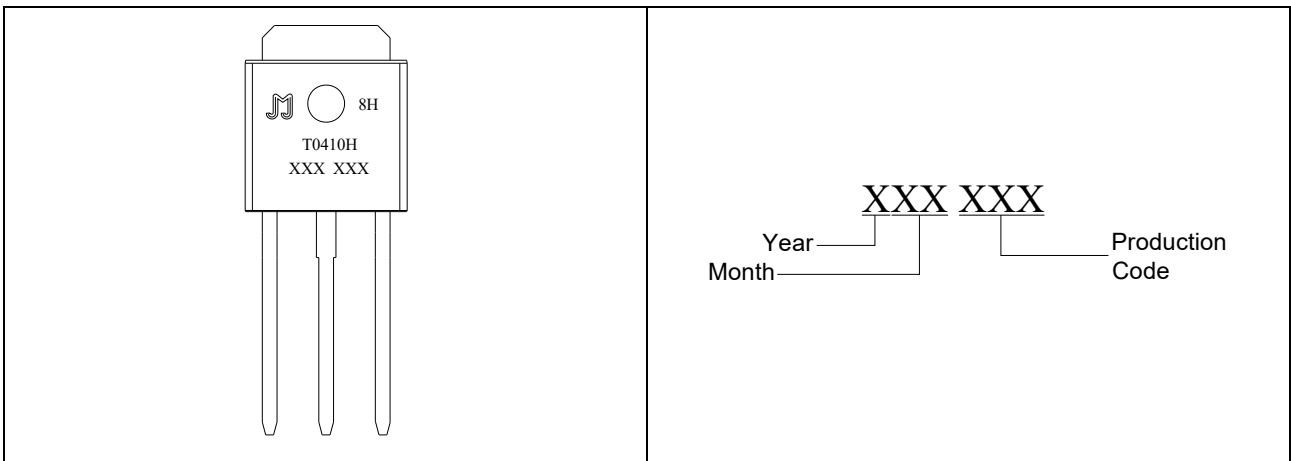 8H
T0410H
XXX XXX
XXX XXX
Year
Month
Production
Code